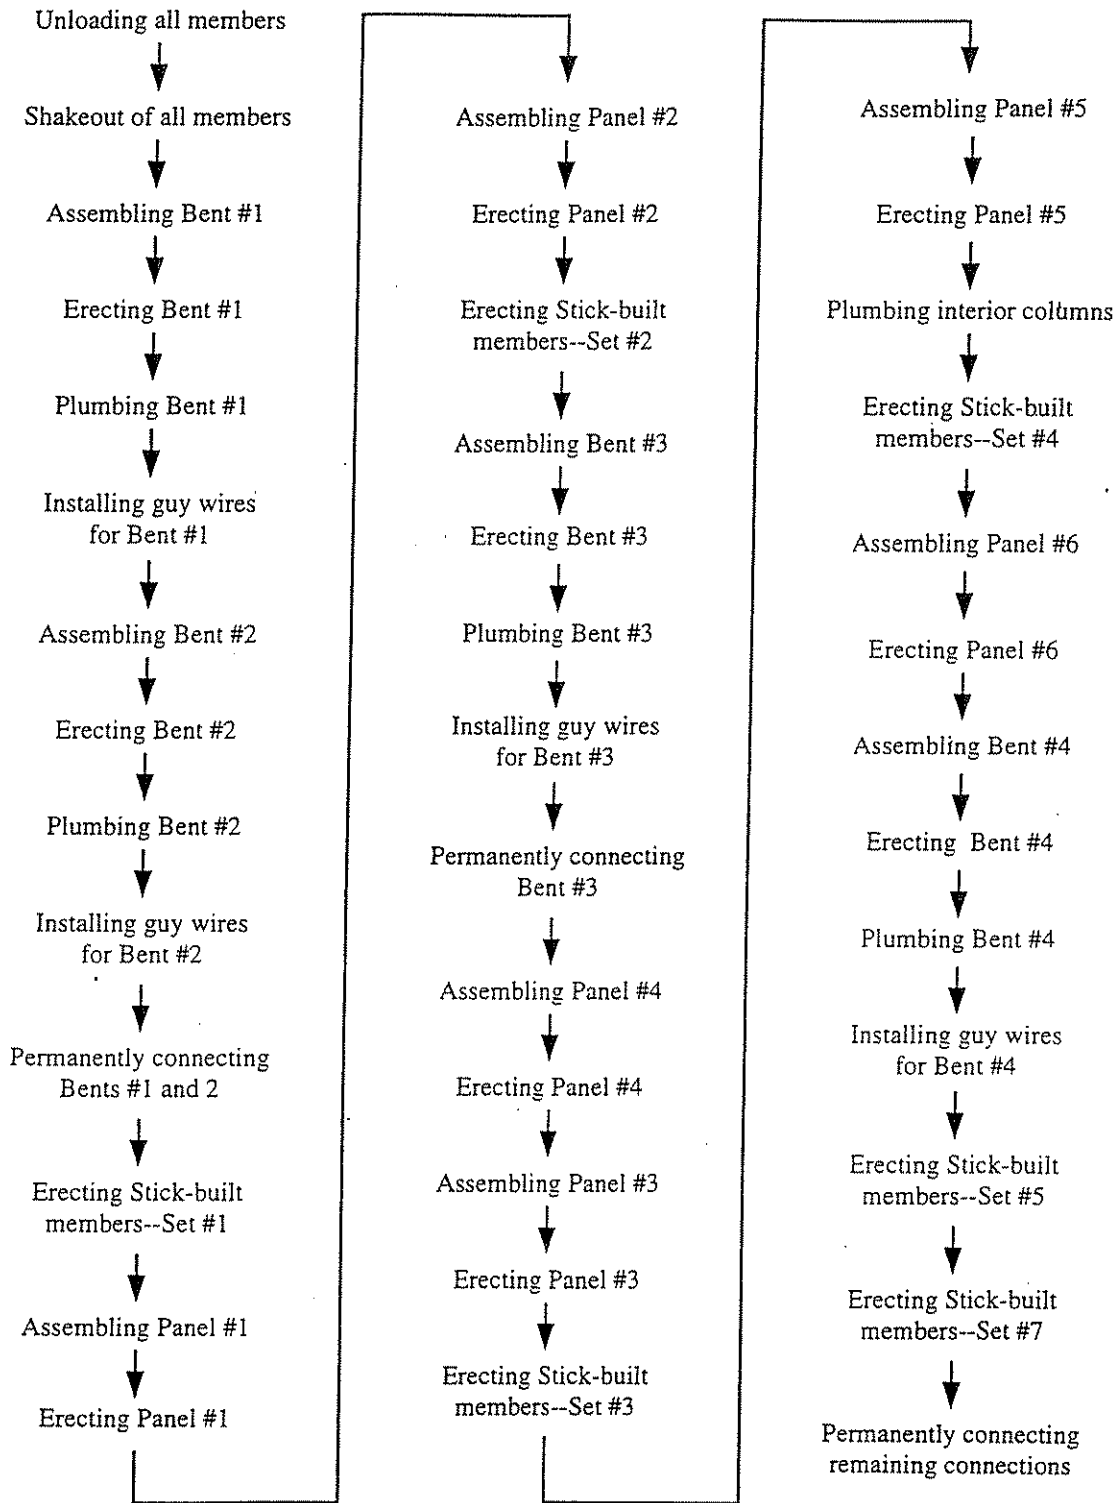 Unloading all members
Shakeout of all members
Assembling Bent #1
Erecting Bent #1
Plumbing Bent #1
Installing guy wires
for Bent #1
Assembling Bent #2
Erecting Bent #2
Plumbing Bent #2
Installing guy wires
for Bent #2
Permanently connecting
Bents #1 and 2
Erecting Stick-built
members--Set #1
Assembling Panel #1
Erecting Panel #1
Assembling Panel #2
Erecting Panel #2
Erecting Stick-built
members--Set #2
Assembling Bent #3
Erecting Bent #3
Plumbing Bent #3
Installing guy wires
for Bent #3
Permanently connecting
Bent #3
Assembling Panel #4
Erecting Panel #4
Assembling Panel #3
Erecting Panel #3
Erecting Stick-built
members--Set #3
Assembling Panel #5
Erecting Panel #5
Plumbing interior columns
Erecting Stick-built
members--Set #4
Assembling Panel #6
Erecting Panel #6
Assembling Bent #4
Erecting Bent #4
Plumbing Bent #4
Installing guy wires
for Bent #4
Erecting Stick-built
members--Set #5
Erecting Stick-built
members--Set #7
Permanently connecting
remaining connections